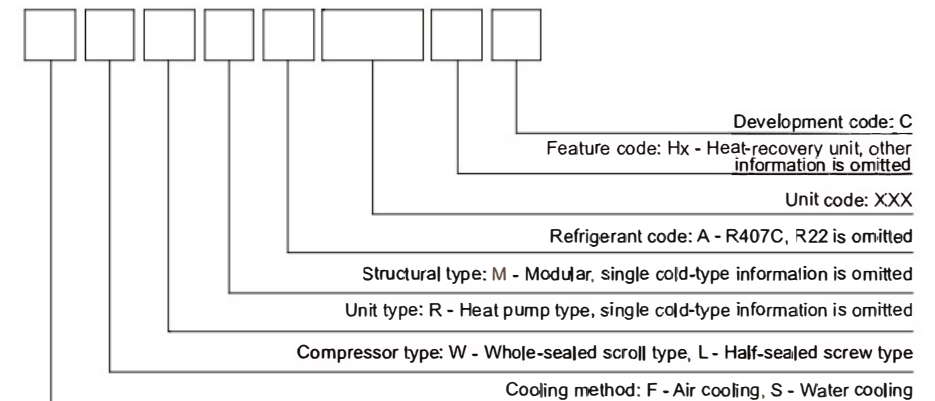 Development code: C
Feature code: Hx - Heat-recovery unit, other
information is omitted
Unit code: XXX
Refrigerant code: A - R407C, R22 is omitted
Structural type: M - Modular, single cold-type information is omitted
Unit type: R - Heat pump type, single cold-type information is omitted
Compressor type: W - Whole-sealed scroll type, L - Half-sealed screw type
Cooling method: F - Air cooling, S - Water cooling